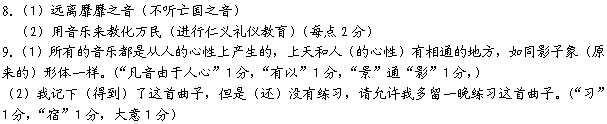 8．（1）远离靡靡之音（不听亡国之音）
（2）用音乐来教化万民（进行仁义礼仪教育）（每点2分）
9．（1）所有的音乐都是从人的心性上产生的，上天和人（的心性）有相通的地方，如同影子象（原
来的）形体一样。（“凡音由于人心”1分，“有以”1分，“景”通“影”1分，）
（2）我记下（得到）了这首曲子，但是（还）没有练习，请允许我多留一晚练习这首曲子。（“习”
1分，“宿”1分，大意1分）